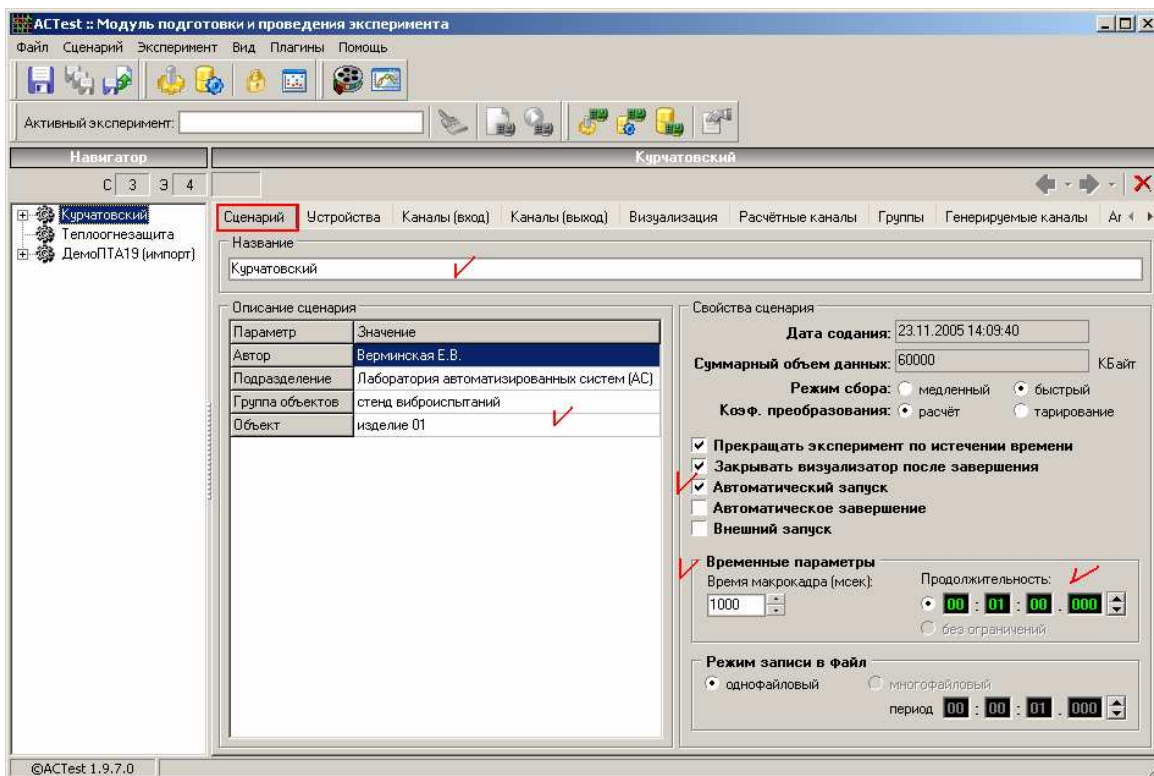 ACTest :: Модуль подготовки и проведения эксперимента
Файл Сценарий Эксперимент Вид Плагины Помощь
Активный эксперимент:
Навигатор
Курчатовский
С 3 Э 4
Курчатовский
Теплоогнезащита
ДемоПТА19 (импорт)
Сценарий Устройства Каналы (вход) Каналы (выход) Визуализация Расчётные каналы Группы Генерируемые каналы Аг
Название
Курчатовский
Описание сценария
Параметр Значение
Автор Верминская Е.В.
Подразделение Лаборатория автоматизированных систем (АС)
Группа объектов стенд виброиспытаний
Объект изделие 01
Свойства сценария
Дата содания: 23.11.2005 14:09:40
Суммарный объем данных: 60000 КБайт
Режим сбора: медленный быстрый
Коэф. преобразования: расчёт тарирование
Прекращать эксперимент по истечении времени
Закрывать визуализатор после завершения
Автоматический запуск
Автоматическое завершение
Внешний запуск
Временные параметры
Время макрокадра (мсек): Продолжительность:
1000 00 : 01 : 00 . 000
без ограничений
Режим записи в файл
однофайловый многофайловый
период 00 : 00 : 01 . 000
©ACTest 1.9.7.0